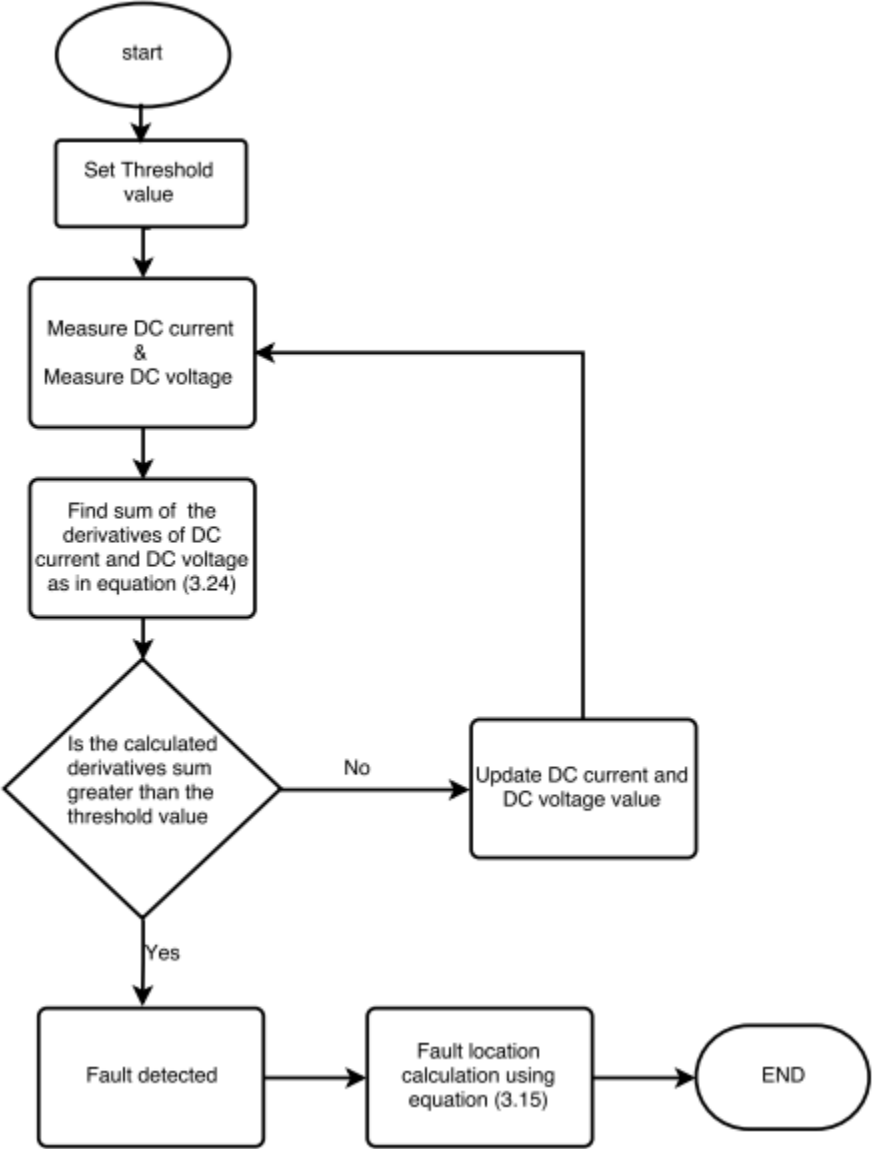 start
Set Threshold
value
Measure DC current
&
Measure DC voltage
Find sum of the
derivatives of DC
current and DC voltage
as in equation (3.24)
Is the calculated
derivatives sum
greater than the
threshold value
No
Update DC current and
DC voltage value
Yes
Fault detected
Fault location
calculation using
equation (3.15)
END